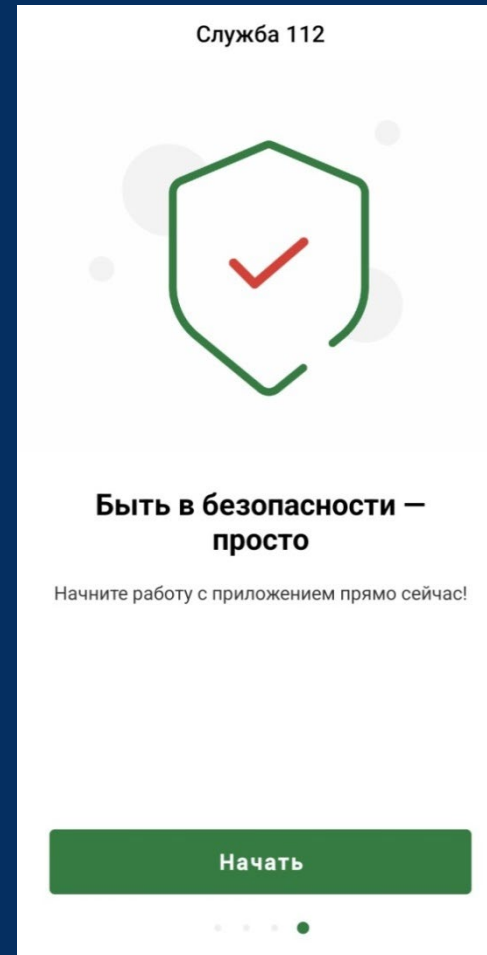 Служба 112
Быть в безопасности —
просто
Начните работу с приложением прямо сейчас!
Начать